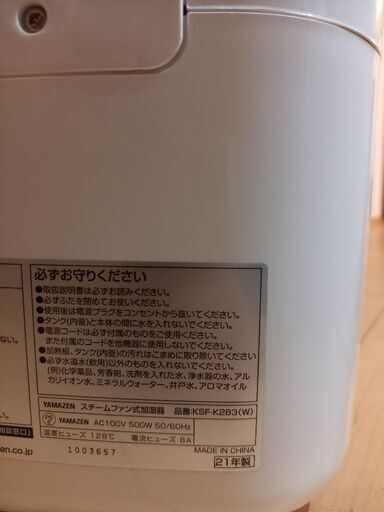 必ずお守りください
●取扱説明書は必ずお読みください。
●必ずふたを閉めてお使いください。
●使用後は電源プラグをコンセントから抜いてください。
●タンク(内釜)と本体の間に水を入れないでください。
●電源コードは必ず付属のものをご使用ください。
また付属のコードを他機器に使用しないでください。
●加熱板、タンク(内釜)の汚れはこまめに取り除いてください。
●必ず水道水(飲用)以外のものを入れないでください。
(例)化学薬品、芳香剤、洗剤を入れた水、浄水器の水、アル
カリイオン水、ミネラルウォーター、井戸水、アロマオイル
YAMAZEN スチームファン式加湿器 品番:KSF-K283(W)
YAMAZEN AC100V 500W 50/60Hz
温度ヒューズ 128℃ 電流ヒューズ 8A
1003657
MADE IN CHINA
21年製
ない。
さい。
相談窓口」
en.co.jp